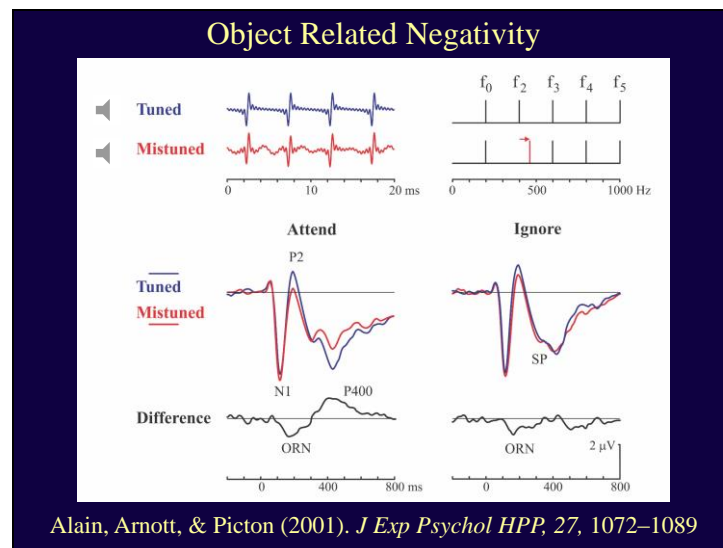 Object Related Negativity
Tuned
Mistuned
0 10 20 ms
f0 f2 f3 f4 f5
0 500 1000 Hz
Attend
Ignore
P2
Tuned
Mistuned
N1
P400
SP
Difference
ORN
ORN
2 µV
0 400 800 ms
0 400 800
Alain, Arnott, & Picton (2001). J Exp Psychol HPP, 27, 1072–1089